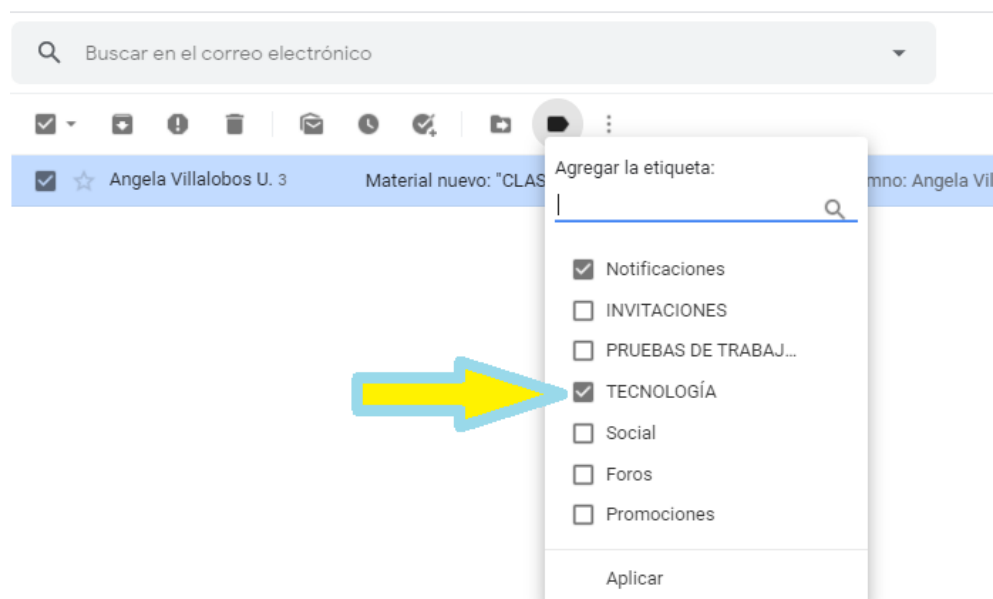 Buscar en el correo electrónico
Angela Villalobos U. 3 Material nuevo: "CLAS mno: Angela Vil
Agregar la etiqueta:
Notificaciones
INVITACIONES
PRUEBAS DE TRABAJ...
TECNOLOGÍA
Social
Foros
Promociones
Aplicar